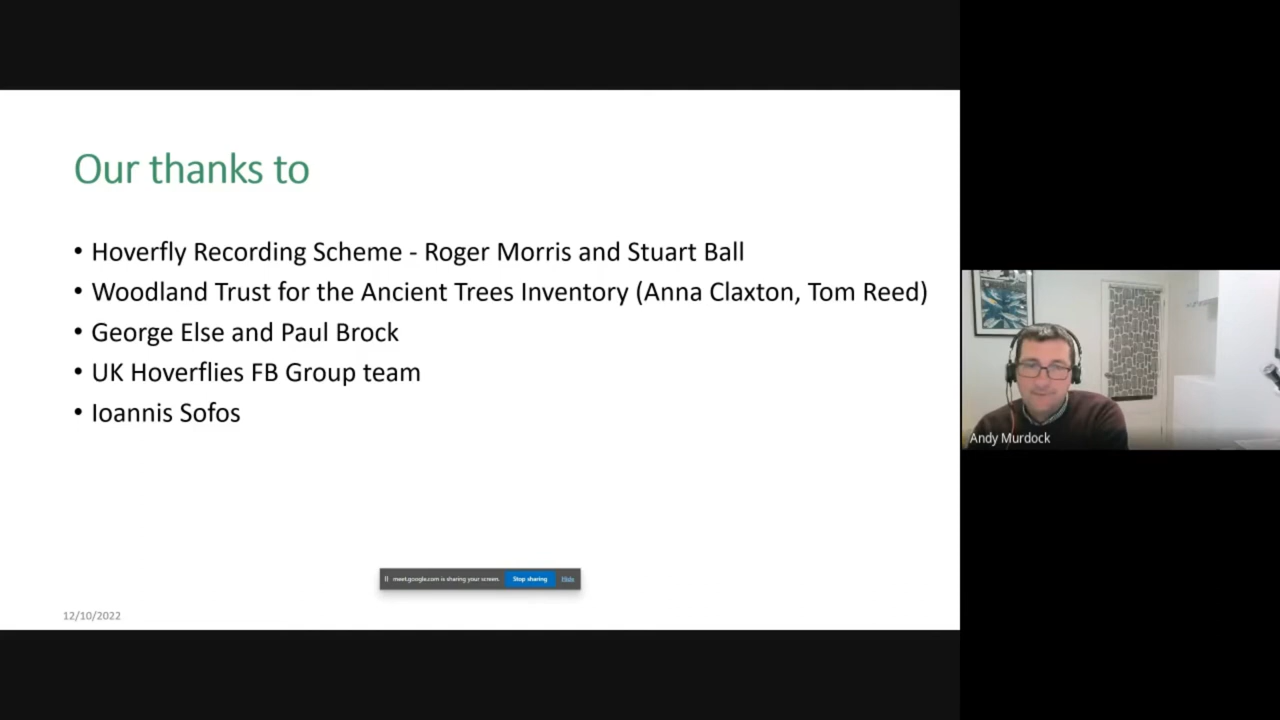 Our thanks to
• Hoverfly Recording Scheme - Roger Morris and Stuart Ball
• Woodland Trust for the Ancient Trees Inventory (Anna Claxton, Tom Reed)
• George Else and Paul Brock
• UK Hoverflies FB Group team
• Ioannis Sofos
meet.google.com is sharing your screen. Stop sharing Hide
12/10/2022
Andy Murdock